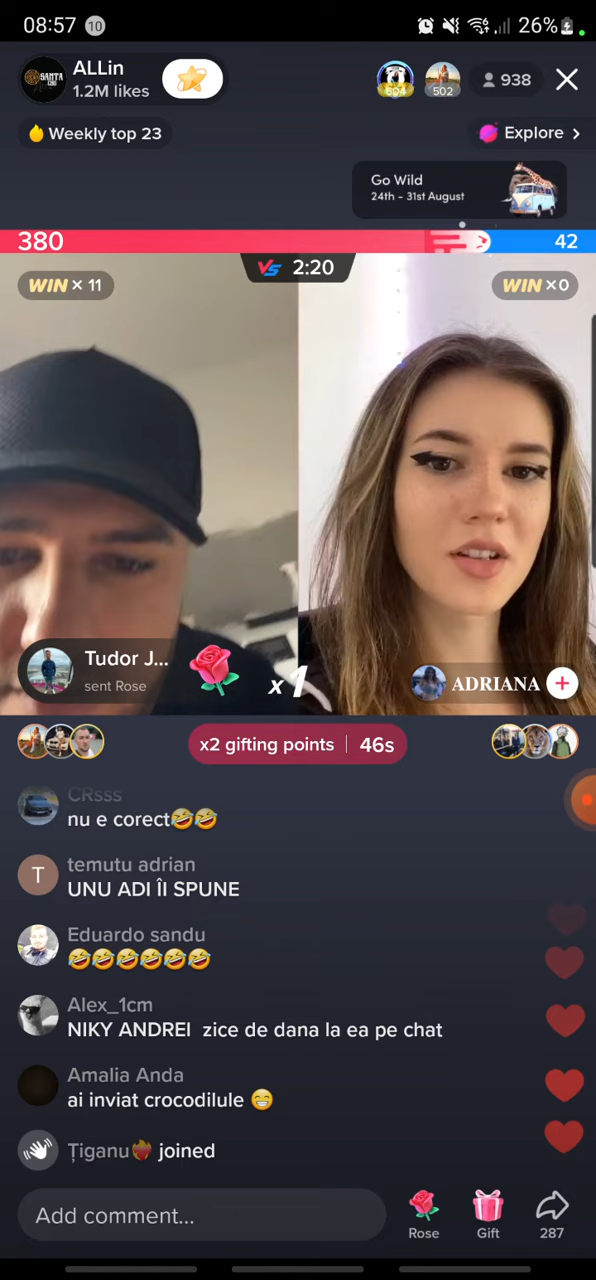 08:57 10 26%
ALLin
1.2M likes
604 502 938
Weekly top 23
Explore
Go Wild
24th - 31st August
380
42
VS 2:20
WIN × 11
WIN ×0
Tudor J...
sent Rose
x 1
ADRIANA
x2 gifting points 46s
CRsss
nu e corect🤣🤣
T
temutu adrian
UNU ADI ÎI SPUNE
Eduardo sandu
🤣🤣🤣🤣🤣🤣
Alex_1cm
NIKY ANDREI zice de dana la ea pe chat
Amalia Anda
ai inviat crocodilule 😁
Țiganu❤️‍🔥 joined
Add comment...
Rose
Gift
287